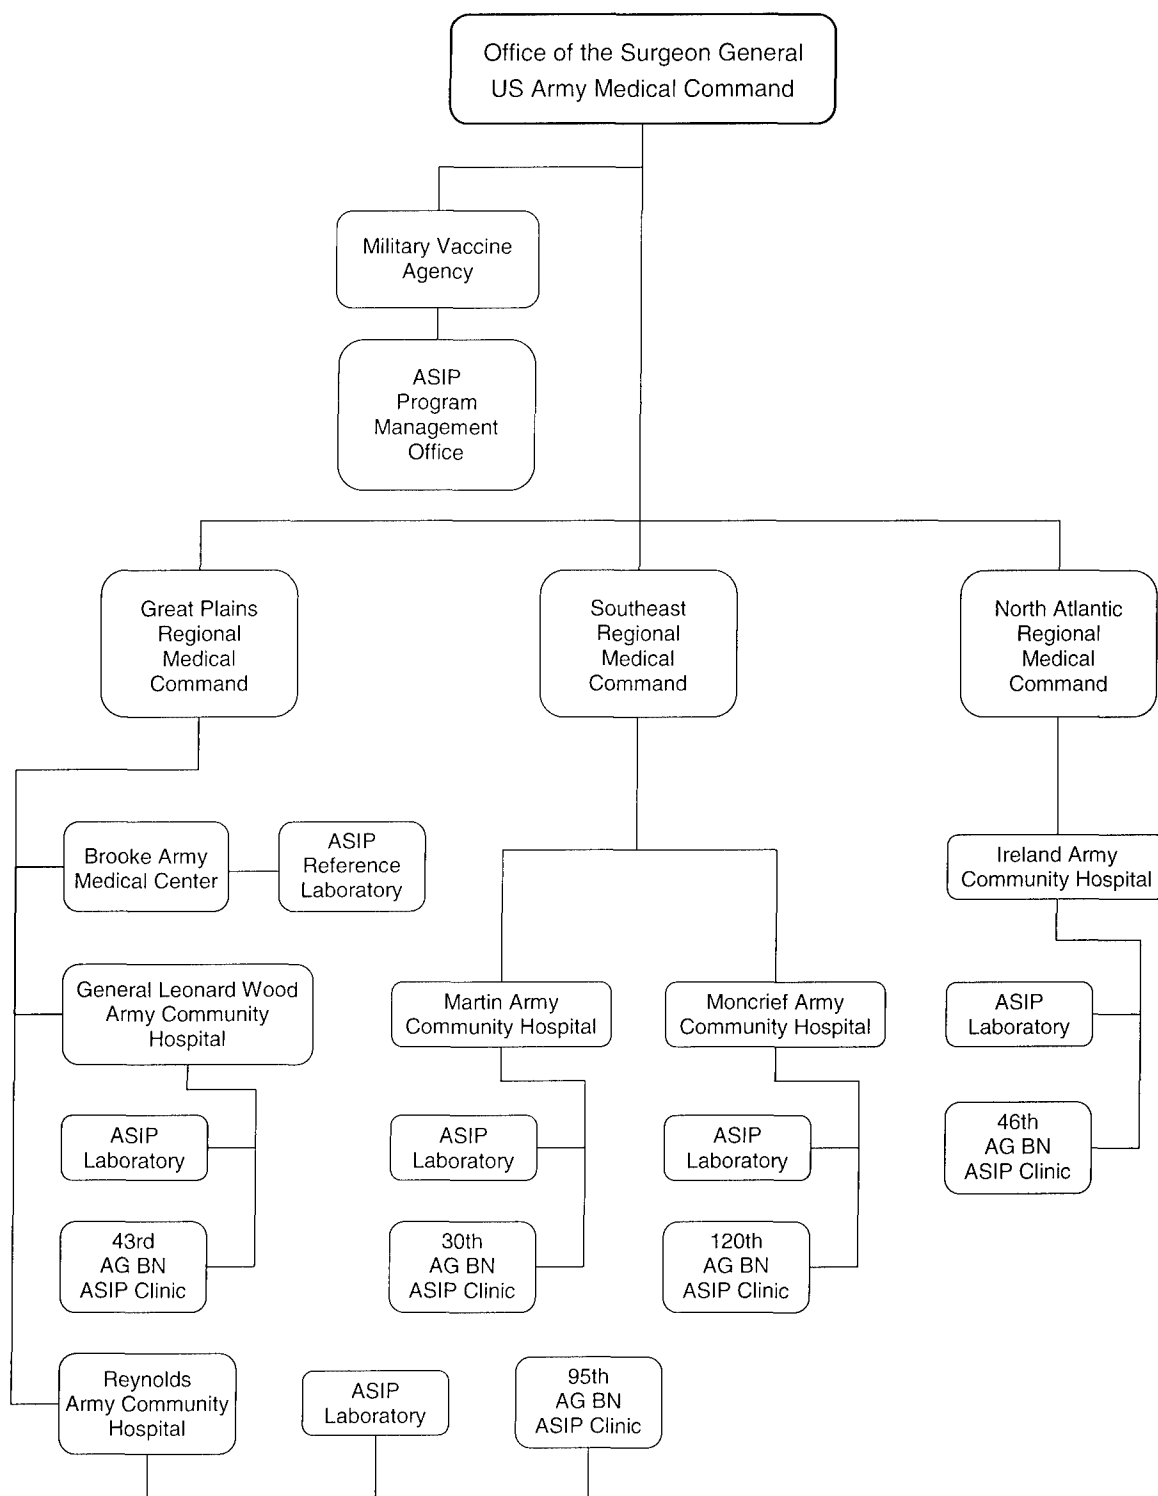 Office of the Surgeon General
US Army Medical Command
Military Vaccine
Agency
ASIP
Program
Management
Office
Great Plains
Regional
Medical
Command
Southeast
Regional
Medical
Command
North Atlantic
Regional
Medical
Command
Brooke Army
Medical Center
ASIP
Reference
Laboratory
Ireland Army
Community Hospital
General Leonard Wood
Army Community
Hospital
Martin Army
Community Hospital
Moncrief Army
Community Hospital
ASIP
Laboratory
ASIP
Laboratory
ASIP
Laboratory
ASIP
Laboratory
46th
AG BN
ASIP Clinic
43rd
AG BN
ASIP Clinic
30th
AG BN
ASIP Clinic
120th
AG BN
ASIP Clinic
Reynolds
Army Community
Hospital
ASIP
Laboratory
95th
AG BN
ASIP Clinic